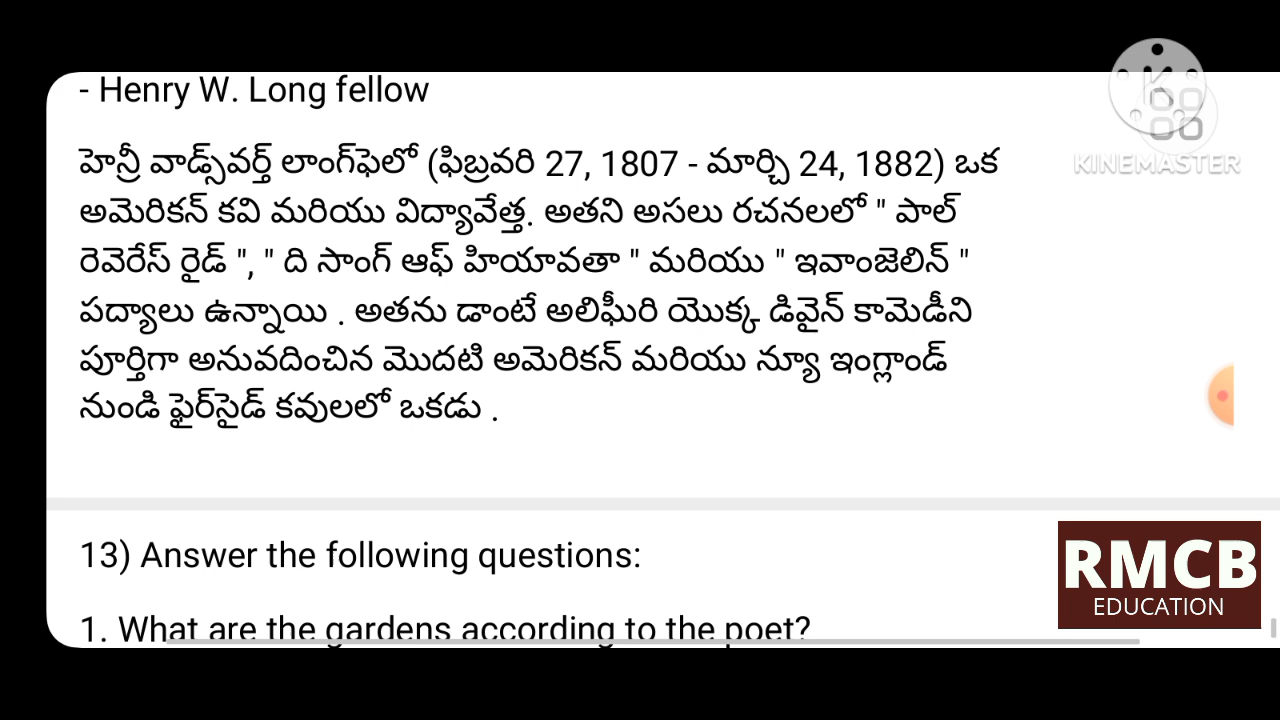 - Henry W. Long fellow
హెన్రీ వాడ్స్‌వర్త్ లాంగ్‌ఫెలో (ఫిబ్రవరి 27, 1807 - మార్చి 24, 1882) ఒక
అమెరికన్ కవి మరియు విద్యావేత్త. అతని అసలు రచనలలో " పాల్
రెవెరేస్ రైడ్ ", " ది సాంగ్ ఆఫ్ హియావతా " మరియు " ఇవాంజెలిన్ "
పద్యాలు ఉన్నాయి . అతను డాంటే అలిఘీరి యొక్క డివైన్ కామెడీని
పూర్తిగా అనువదించిన మొదటి అమెరికన్ మరియు న్యూ ఇంగ్లాండ్
నుండి ఫైర్‌సైడ్ కవులలో ఒకడు .
13) Answer the following questions:
1. What are the gardens according to the poet?
KINEMASTER
RMCB
EDUCATION